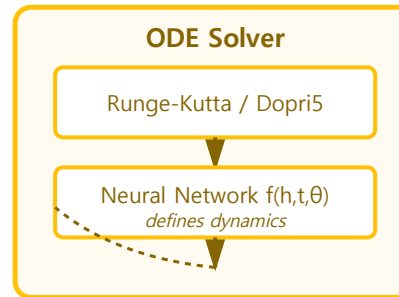 ODE Solver
Runge-Kutta / Dopri5
Neural Network f(h,t,θ)
defines dynamics